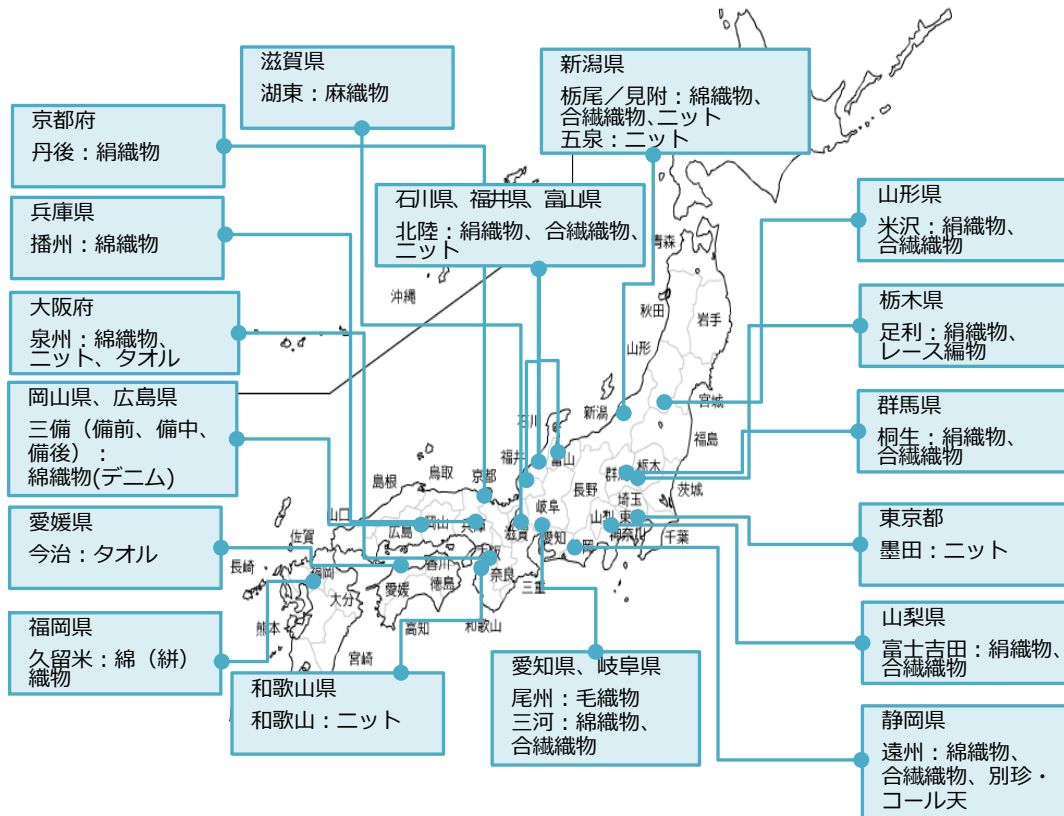 滋賀県
湖東：麻織物
新潟県
栃尾／見附：綿織物、
合繊織物、ニット
五泉：ニット
京都府
丹後：絹織物
石川県、福井県、富山県
北陸：絹織物、合繊織物、
ニット
山形県
米沢：絹織物、
合繊織物
兵庫県
播州：綿織物
大阪府
泉州：綿織物、
ニット、タオル
栃木県
足利：絹織物、
レース編物
岡山県、広島県
三備（備前、備中、
備後）：
綿織物(デニム)
群馬県
桐生：絹織物、
合繊織物
愛媛県
今治：タオル
東京都
墨田：ニット
福岡県
久留米：綿（絣）
織物
山梨県
富士吉田：絹織物、
合繊織物
和歌山県
和歌山：ニット
愛知県、岐阜県
尾州：毛織物
三河：綿織物、
合繊織物
静岡県
遠州：綿織物、
合繊織物、別珍・
コール天
青森
沖縄
秋田
岩手
山形
宮城
新潟
石川
福島
福井
富山
群馬
栃木
鳥取
京都
島根
長野
茨城
岐阜
埼玉
山口
広島
岡山
兵庫
滋賀
愛知
山梨
東
神奈川
千葉
佐賀
長崎
福岡
大阪
奈良
三重
香川
愛媛
徳島
大分
熊本
高知
和歌山
宮崎
岡